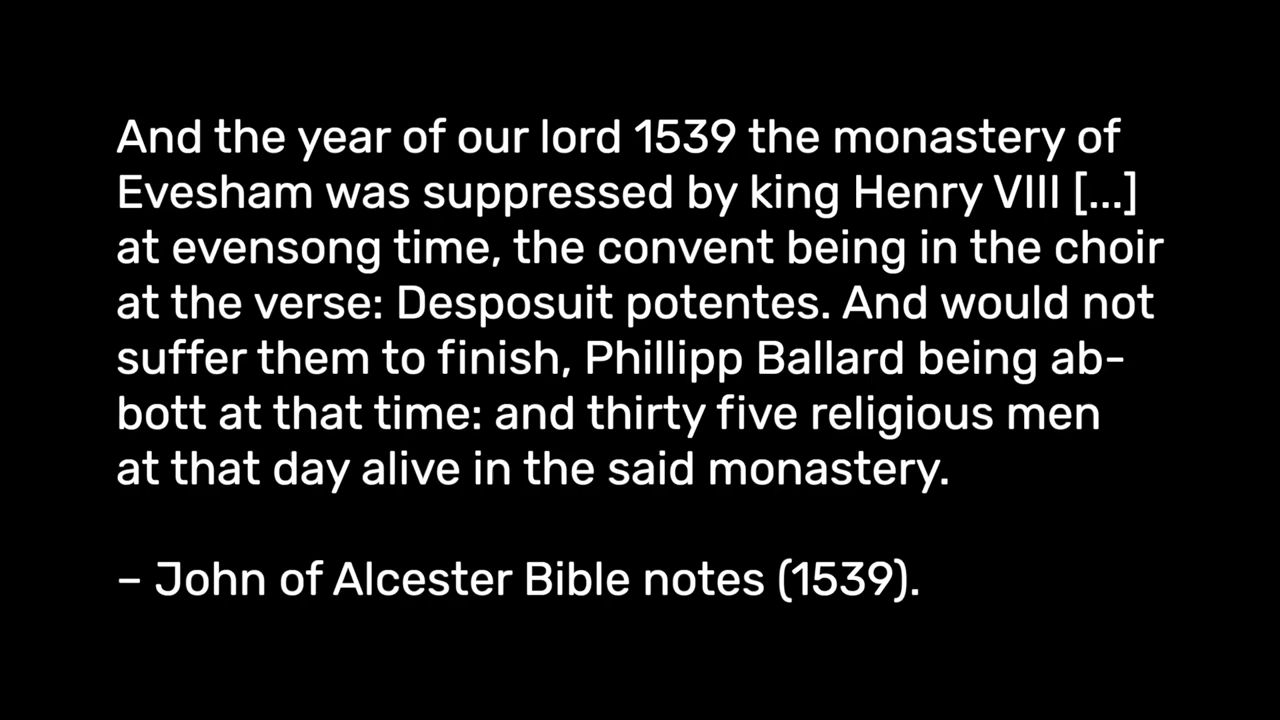 And the year of our lord 1539 the monastery of
Evesham was suppressed by king Henry VIII [...]
at evensong time, the convent being in the choir
at the verse: Desposuit potentes. And would not
suffer them to finish, Phillipp Ballard being ab-
bott at that time: and thirty five religious men
at that day alive in the said monastery.
– John of Alcester Bible notes (1539).